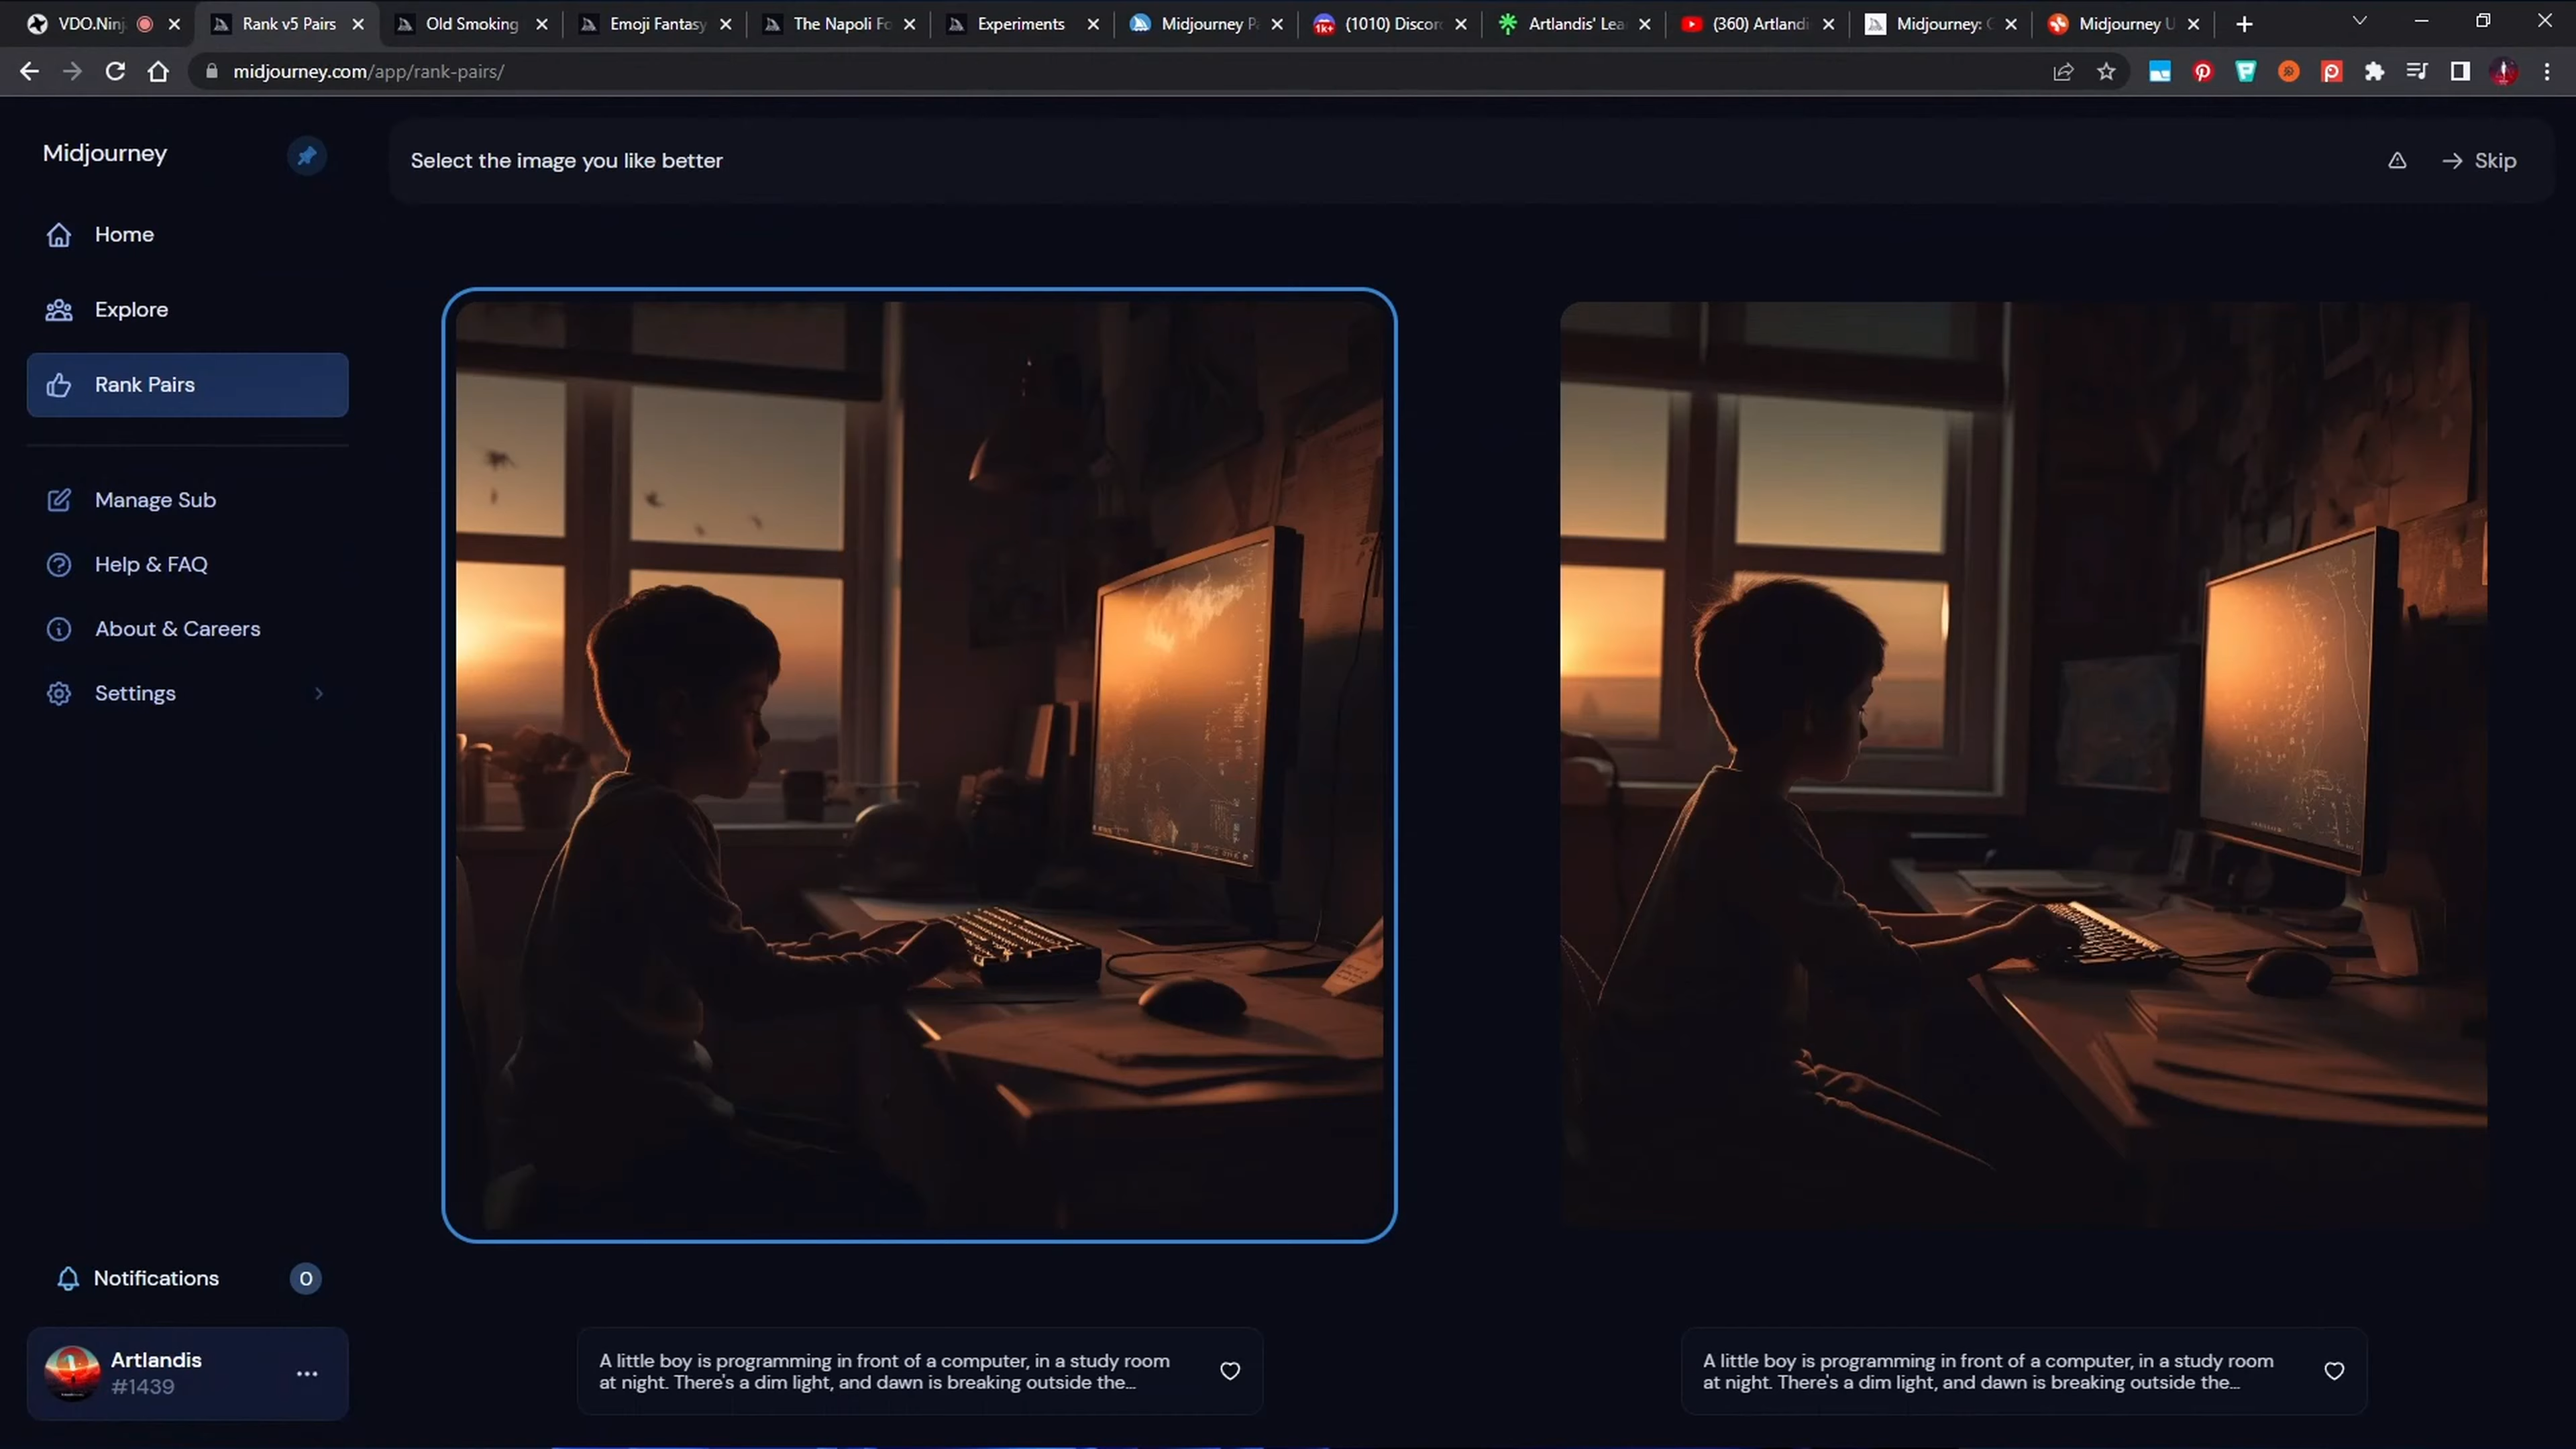 VDO.Ninj
Rank v5 Pairs
Old Smoking
Emoji Fantasy
The Napoli Fo
Experiments
Midjourney P
(1010) Discor
Artlandis' Lea
(360) Artlandi
Midjourney:
Midjourney U
midjourney.com/app/rank-pairs/
Midjourney
Select the image you like better
Skip
Home
Explore
Rank Pairs
Manage Sub
Help & FAQ
About & Careers
Settings
Notifications
0
Artlandis
#1439
A little boy is programming in front of a computer, in a study room
at night. There's a dim light, and dawn is breaking outside the...
A little boy is programming in front of a computer, in a study room
at night. There's a dim light, and dawn is breaking outside the...